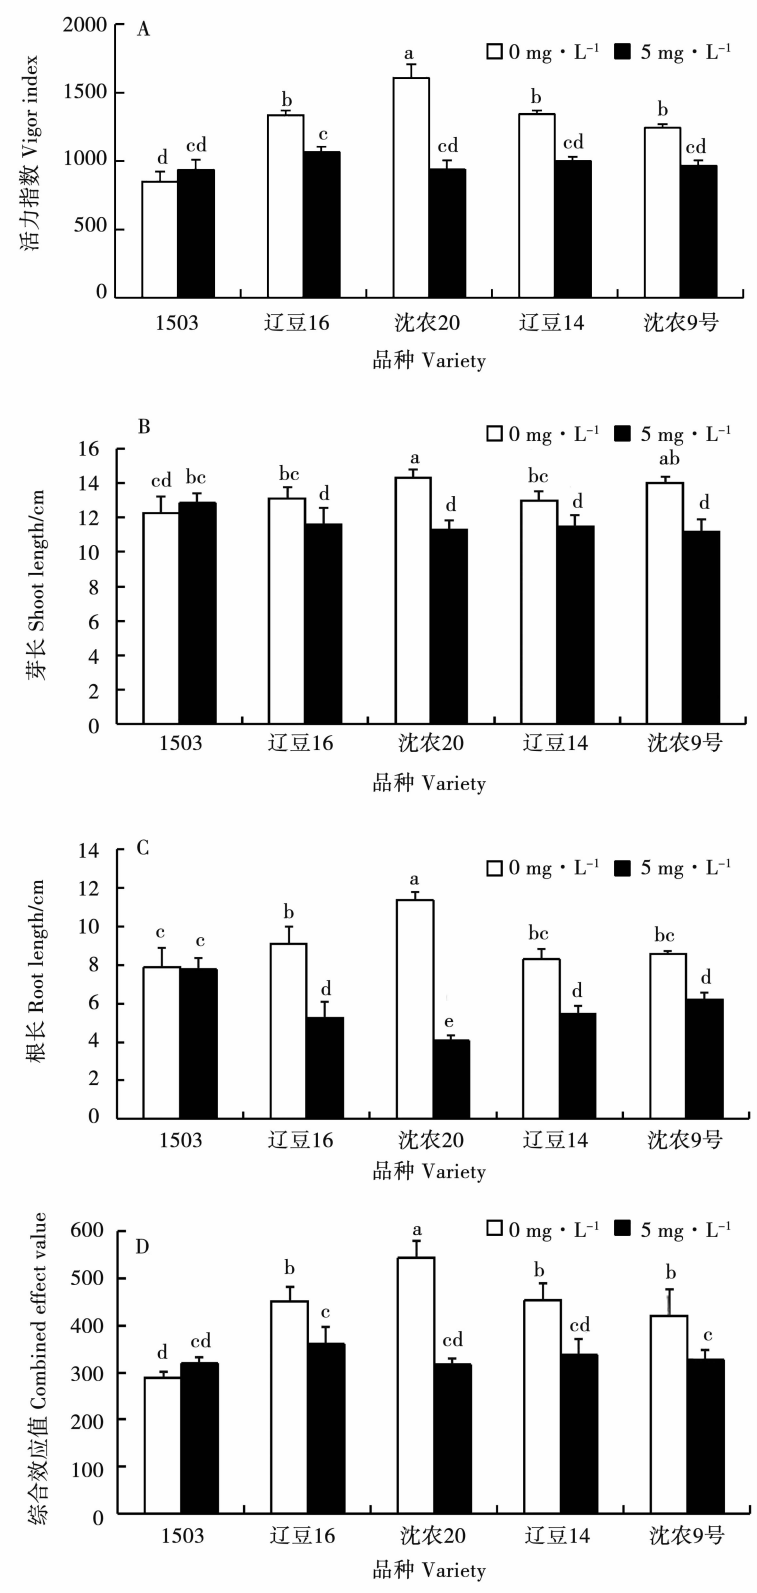 A
0 mg·L⁻¹ 5 mg·L⁻¹
活力指数 Vigor index
2000
1500
1000
500
0
a
b
b
b
d cd
c
cd
cd
cd
1503 辽豆16 沈农20 辽豆14 沈农9号
品种 Variety
B
0 mg·L⁻¹ 5 mg·L⁻¹
芽长 Shoot length/cm
16
14
12
10
8
6
4
2
0
cd bc
bc d
a d
bc d
ab d
1503 辽豆16 沈农20 辽豆14 沈农9号
品种 Variety
C
0 mg·L⁻¹ 5 mg·L⁻¹
根长 Root length/cm
14
12
10
8
6
4
2
0
c c
b d
a e
bc d
bc d
1503 辽豆16 沈农20 辽豆14 沈农9号
品种 Variety
D
0 mg·L⁻¹ 5 mg·L⁻¹
综合效应值 Combined effect value
600
500
400
300
200
100
0
d cd
b c
a cd
b cd
b c
1503 辽豆16 沈农20 辽豆14 沈农9号
品种 Variety